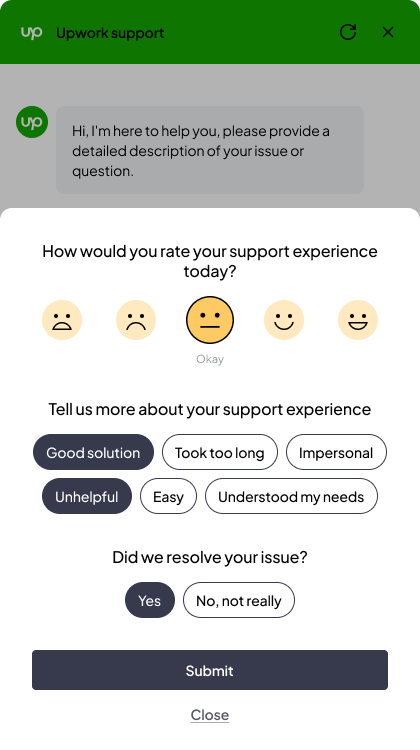 up Upwork support
up
Hi, I'm here to help you, please provide a
detailed description of your issue or
question.
How would you rate your support experience
today?
Okay
Tell us more about your support experience
Good solution Took too long Impersonal
Unhelpful Easy Understood my needs
Did we resolve your issue?
Yes No, not really
Submit
Close